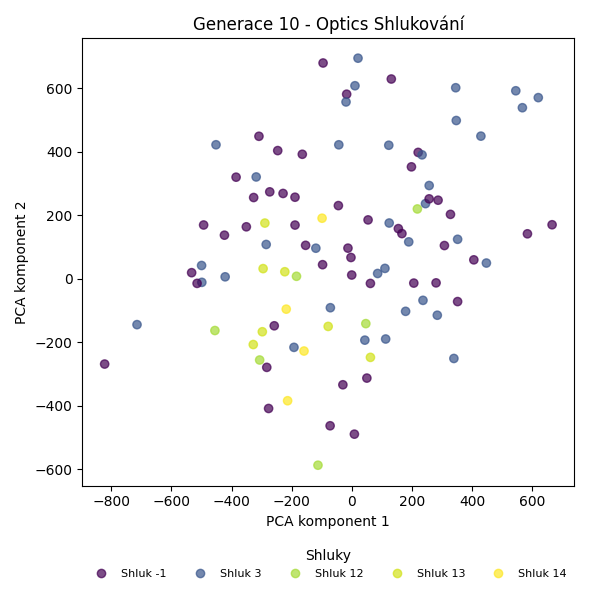 Generace 10 - Optics Shlukování
PCA komponent 2
600
400
200
0
−200
−400
−600
−800 −600 −400 −200 0 200 400 600
PCA komponent 1
Shluky
Shluk -1 Shluk 3 Shluk 12 Shluk 13 Shluk 14